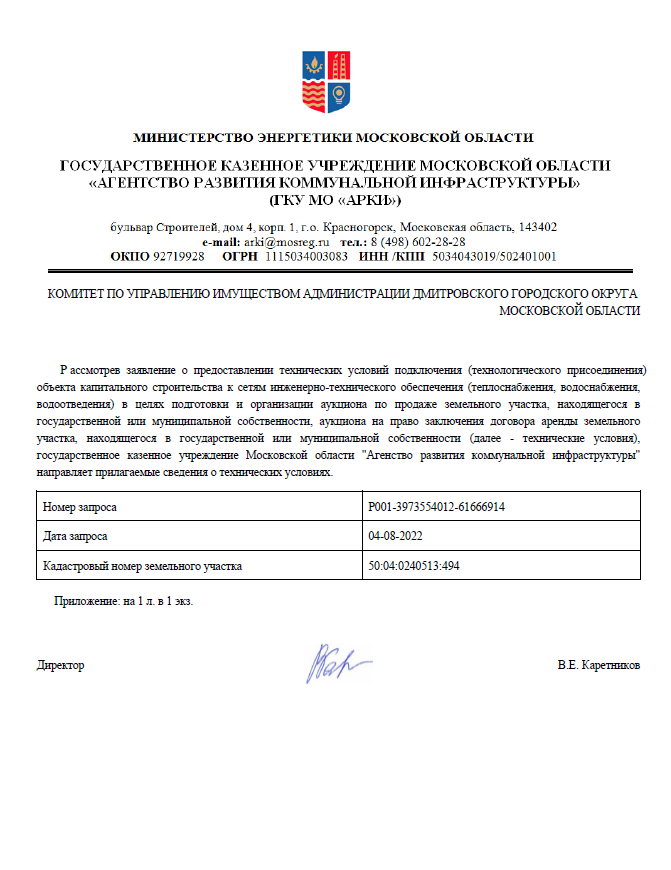 МИНИСТЕРСТВО ЭНЕРГЕТИКИ МОСКОВСКОЙ ОБЛАСТИ
ГОСУДАРСТВЕННОЕ КАЗЕННОЕ УЧРЕЖДЕНИЕ МОСКОВСКОЙ ОБЛАСТИ
«АГЕНТСТВО РАЗВИТИЯ КОММУНАЛЬНОЙ ИНФРАСТРУКТУРЫ»
(ГКУ МО «АРКИ»)
бульвар Строителей, дом 4, корп. 1, г.о. Красногорск, Московская область, 143402
e-mail: arki@mosreg.ru тел.: 8 (498) 602-28-28
ОКПО 92719928 ОГРН 1115034003083 ИНН /КПП 5034043019/502401001
КОМИТЕТ ПО УПРАВЛЕНИЮ ИМУЩЕСТВОМ АДМИНИСТРАЦИИ ДМИТРОВСКОГО ГОРОДСКОГО ОКРУГА
МОСКОВСКОЙ ОБЛАСТИ
Р ассмотрев заявление о предоставлении технических условий подключения (технологического присоединения)
объекта капитального строительства к сетям инженерно-технического обеспечения (теплоснабжения, водоснабжения,
водоотведения) в целях подготовки и организации аукциона по продаже земельного участка, находящегося в
государственной или муниципальной собственности, аукциона на право заключения договора аренды земельного
участка, находящегося в государственной или муниципальной собственности (далее - технические условия),
государственное казенное учреждение Московской области "Агенство развития коммунальной инфраструктуры"
направляет прилагаемые сведения о технических условиях.
Номер запроса P001-3973554012-61666914
Дата запроса 04-08-2022
Кадастровый номер земельного участка 50:04:0240513:494
Приложение: на 1 л. в 1 экз.
Директор В.Е. Каретников